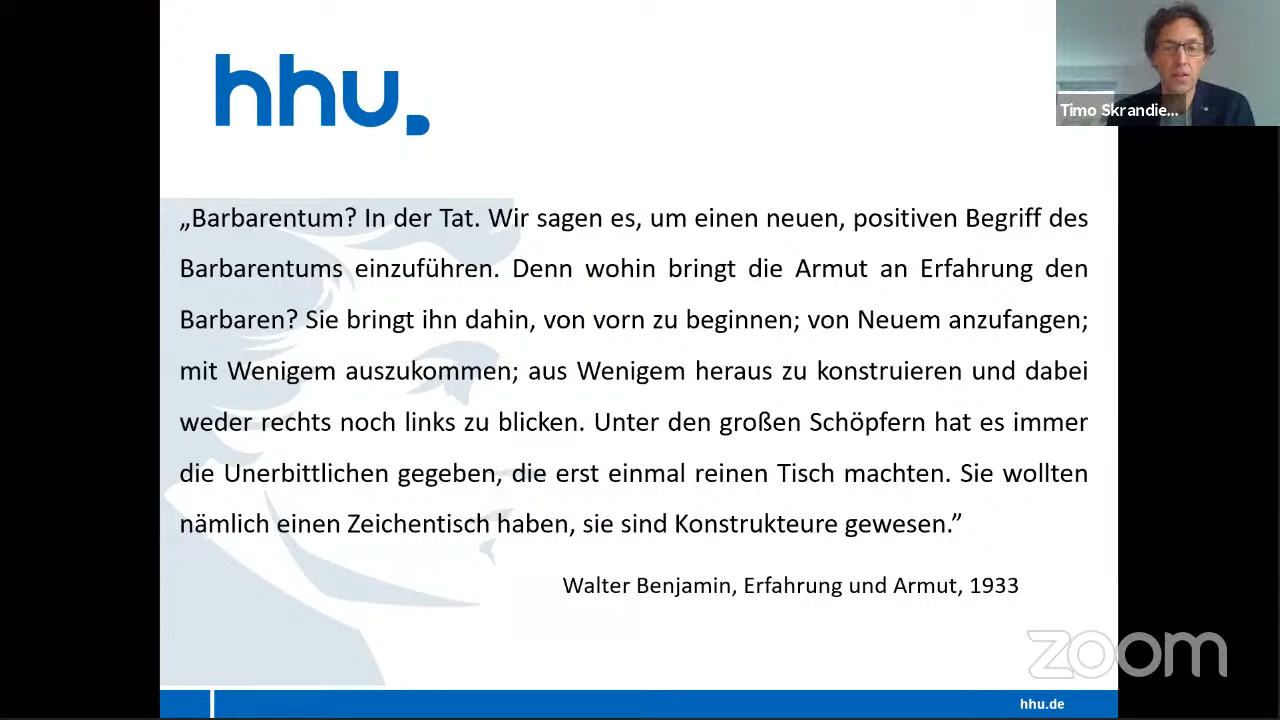 hhu.
Timo Skrandie...
„Barbarentum? In der Tat. Wir sagen es, um einen neuen, positiven Begriff des
Barbarentums einzuführen. Denn wohin bringt die Armut an Erfahrung den
Barbaren? Sie bringt ihn dahin, von vorn zu beginnen; von Neuem anzufangen;
mit Wenigem auszukommen; aus Wenigem heraus zu konstruieren und dabei
weder rechts noch links zu blicken. Unter den großen Schöpfern hat es immer
die Unerbittlichen gegeben, die erst einmal reinen Tisch machten. Sie wollten
nämlich einen Zeichentisch haben, sie sind Konstrukteure gewesen.”
Walter Benjamin, Erfahrung und Armut, 1933
zoom
hhu.de